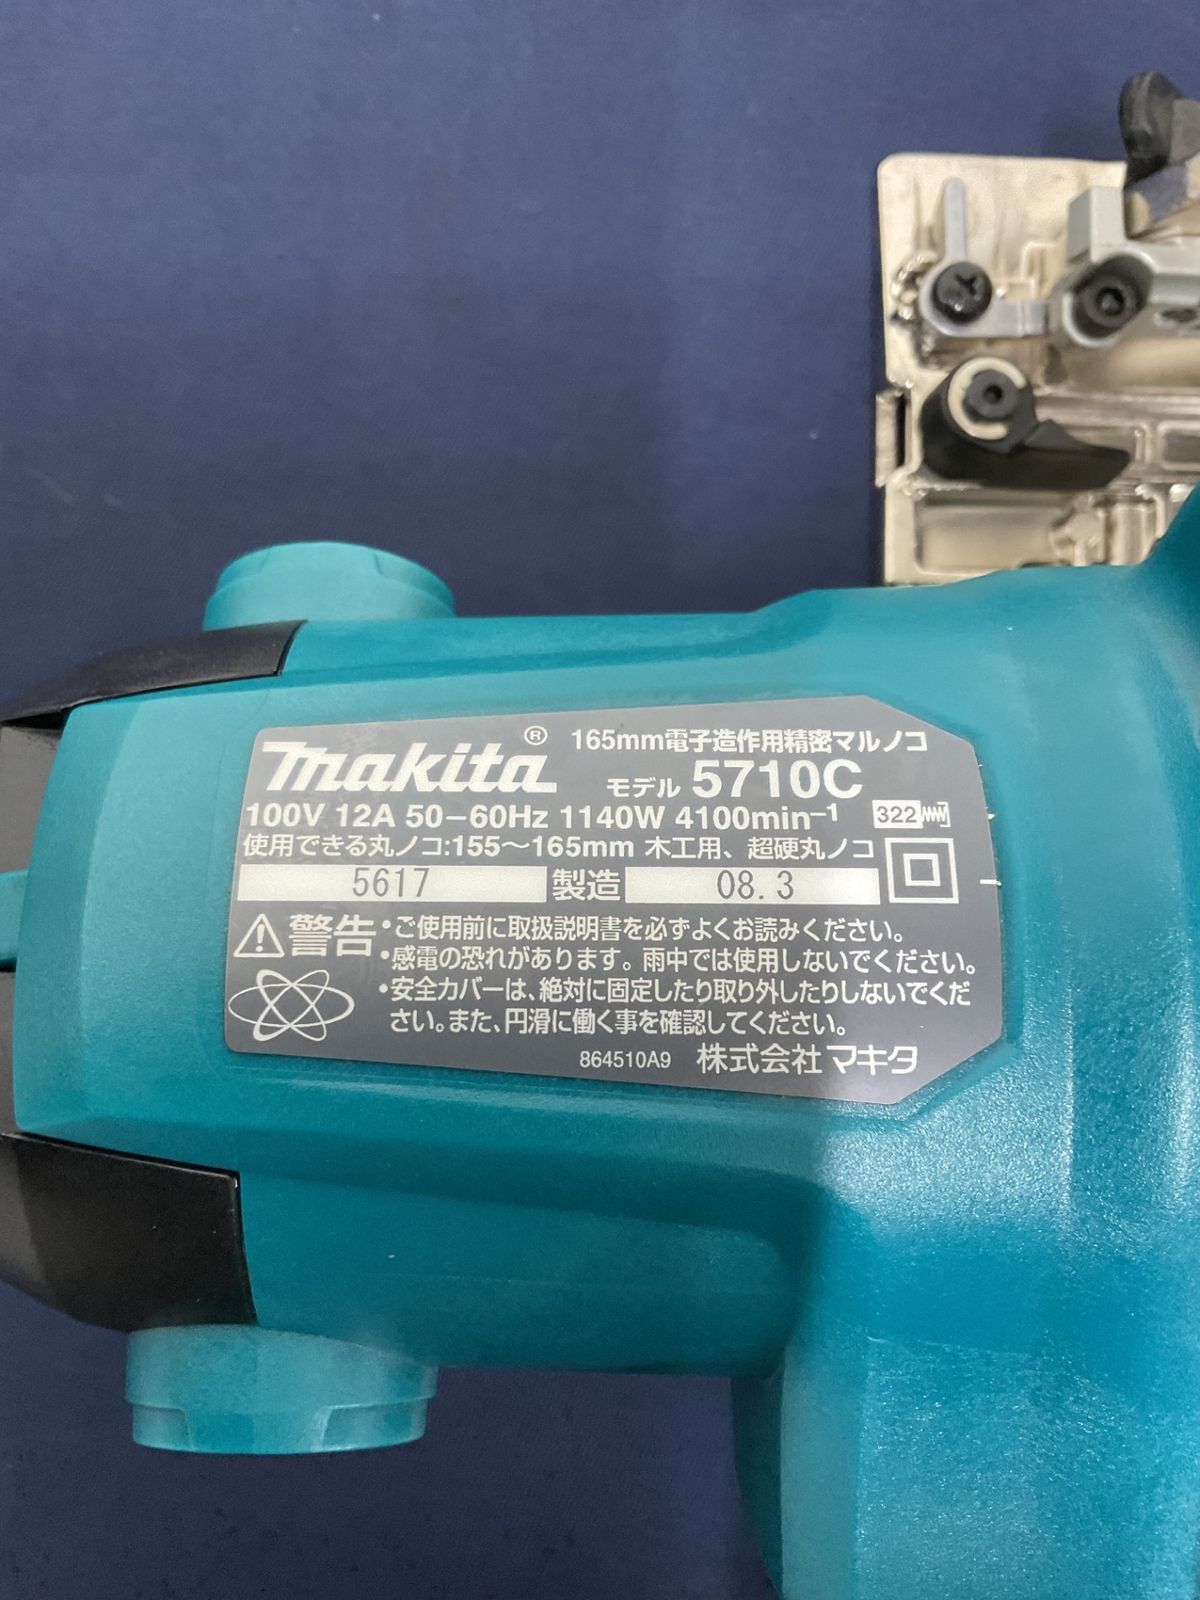 makita® 165mm電子造作用精密マルノコ
モデル 5710C
100V 12A 50-60Hz 1140W 4100min-1 322
使用できる丸ノコ:155〜165mm 木工用、超硬丸ノコ
5617 製造 08.3
警告 •ご使用前に取扱説明書を必ずよくお読みください。
•感電の恐れがあります。雨中では使用しないでください。
•安全カバーは、絶対に固定したり取り外したりしないでくだ
さい。また、円滑に働く事を確認してください。
864510A9 株式会社マキタ